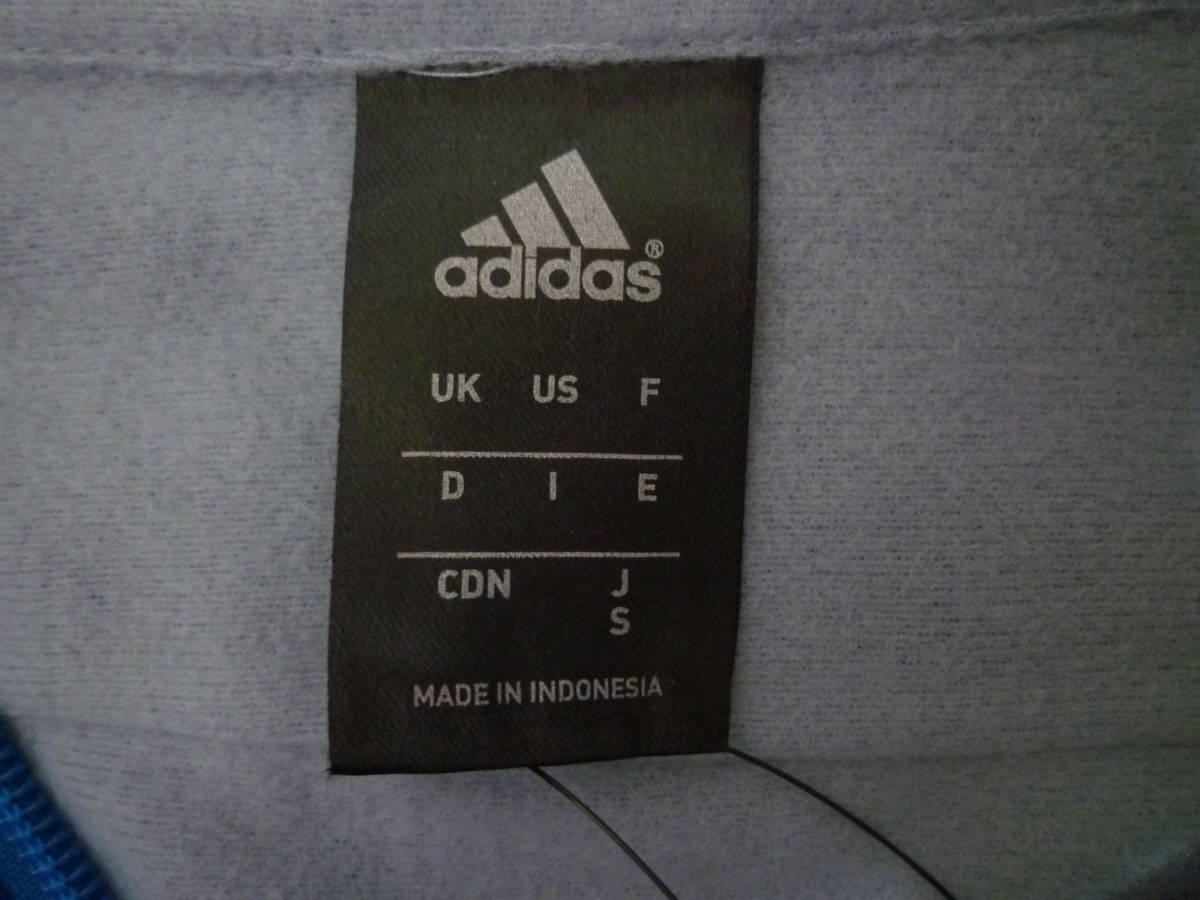 adidas®
UK US F
D I E
CDN J
S
MADE IN INDONESIA